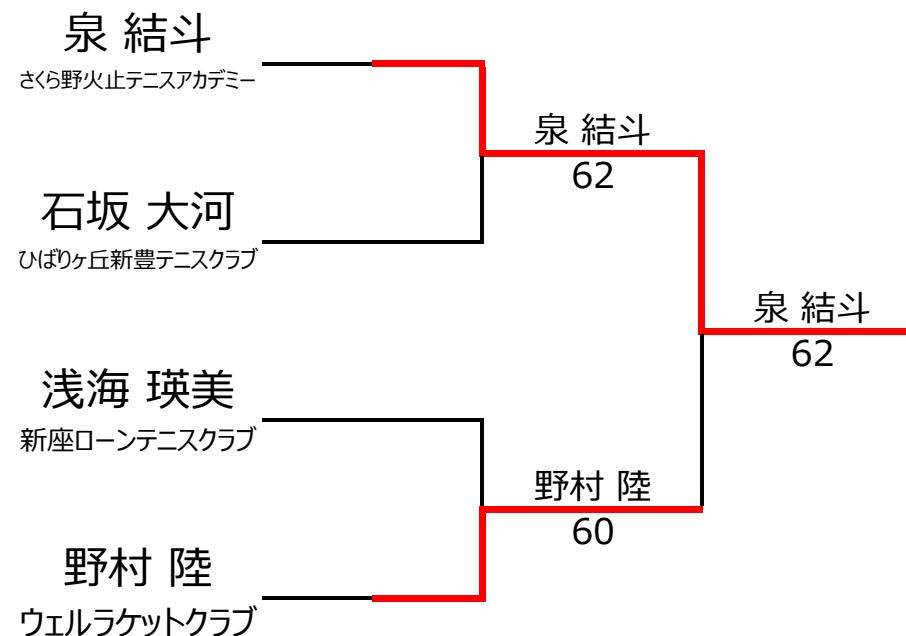 泉 結斗
さくら野火止テニスアカデミー
泉 結斗
62
石坂 大河
ひばりヶ丘新豊テニスクラブ
泉 結斗
62
浅海 瑛美
新座ローンテニスクラブ
野村 陸
60
野村 陸
ウェルラケットクラブ